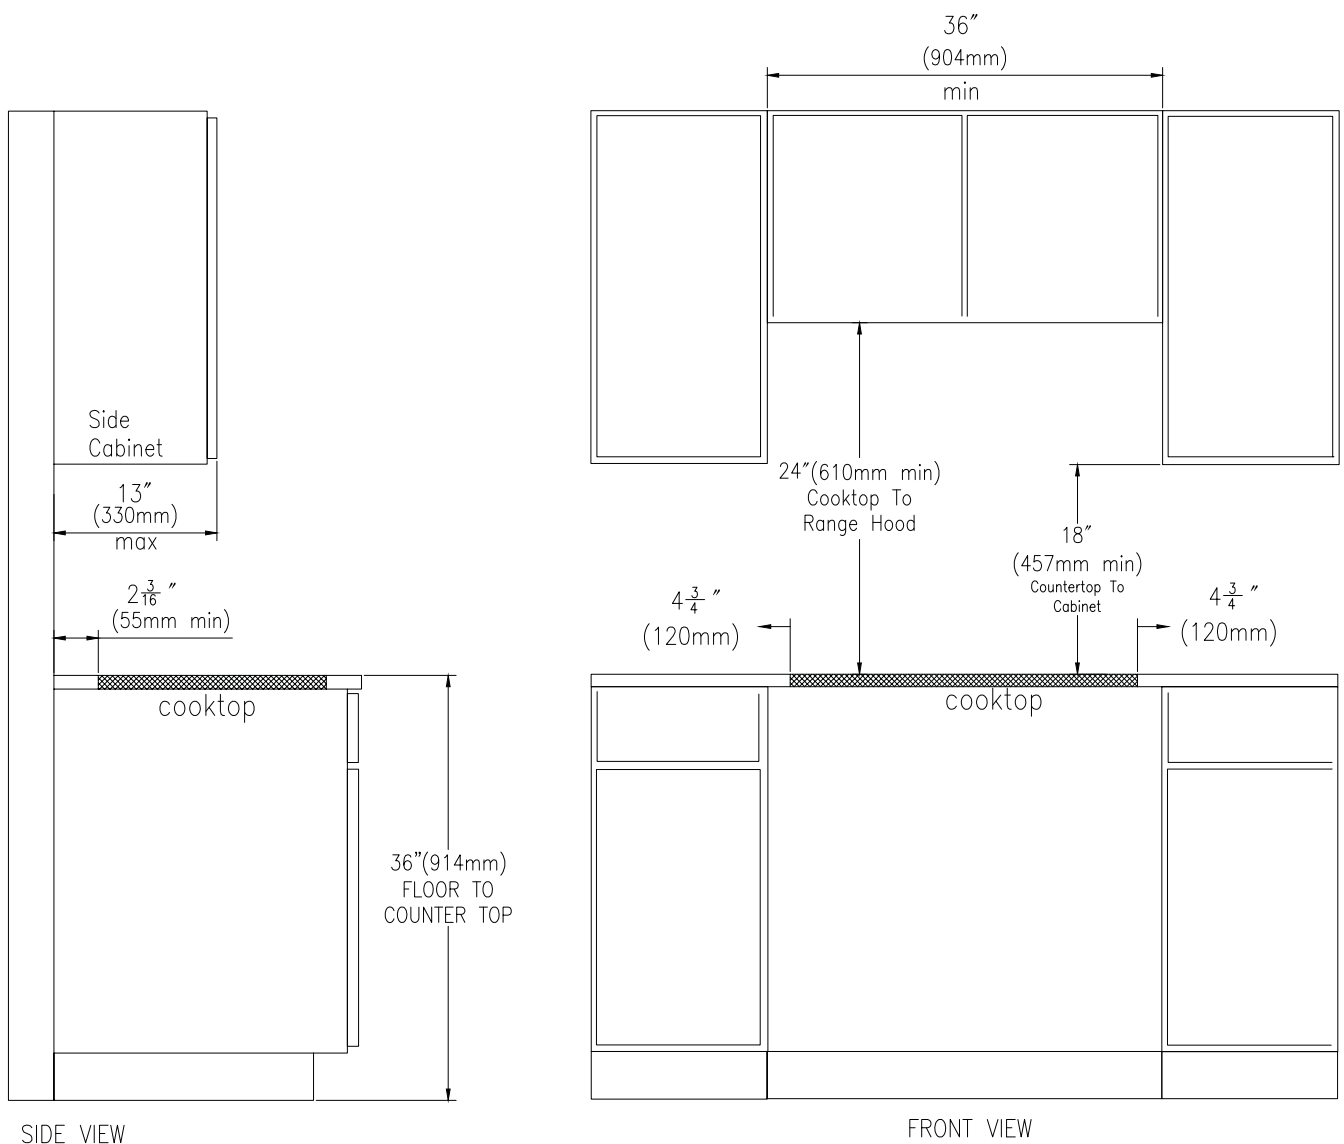 36"
(904mm)
min
Side
Cabinet
13"
(330mm)
max
2 3/16 "
(55mm min)
cooktop
36"(914mm)
FLOOR TO
COUNTER TOP
SIDE VIEW
24"(610mm min)
Cooktop To
Range Hood
18"
(457mm min)
Countertop To
Cabinet
4 3/4 "
(120mm)
4 3/4 "
(120mm)
cooktop
FRONT VIEW